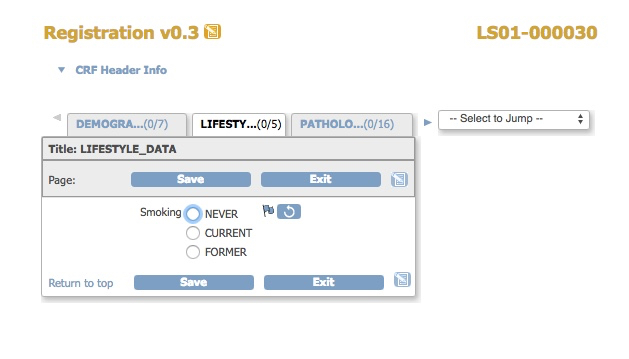 Registration v0.3 LS01-000030
CRF Header Info
DEMOGRA...(0/7) LIFESTY...(0/5) PATHOLO...(0/16) -- Select to Jump --
Title: LIFESTYLE_DATA
Page: Save Exit
Smoking NEVER
CURRENT
FORMER
Return to top Save Exit